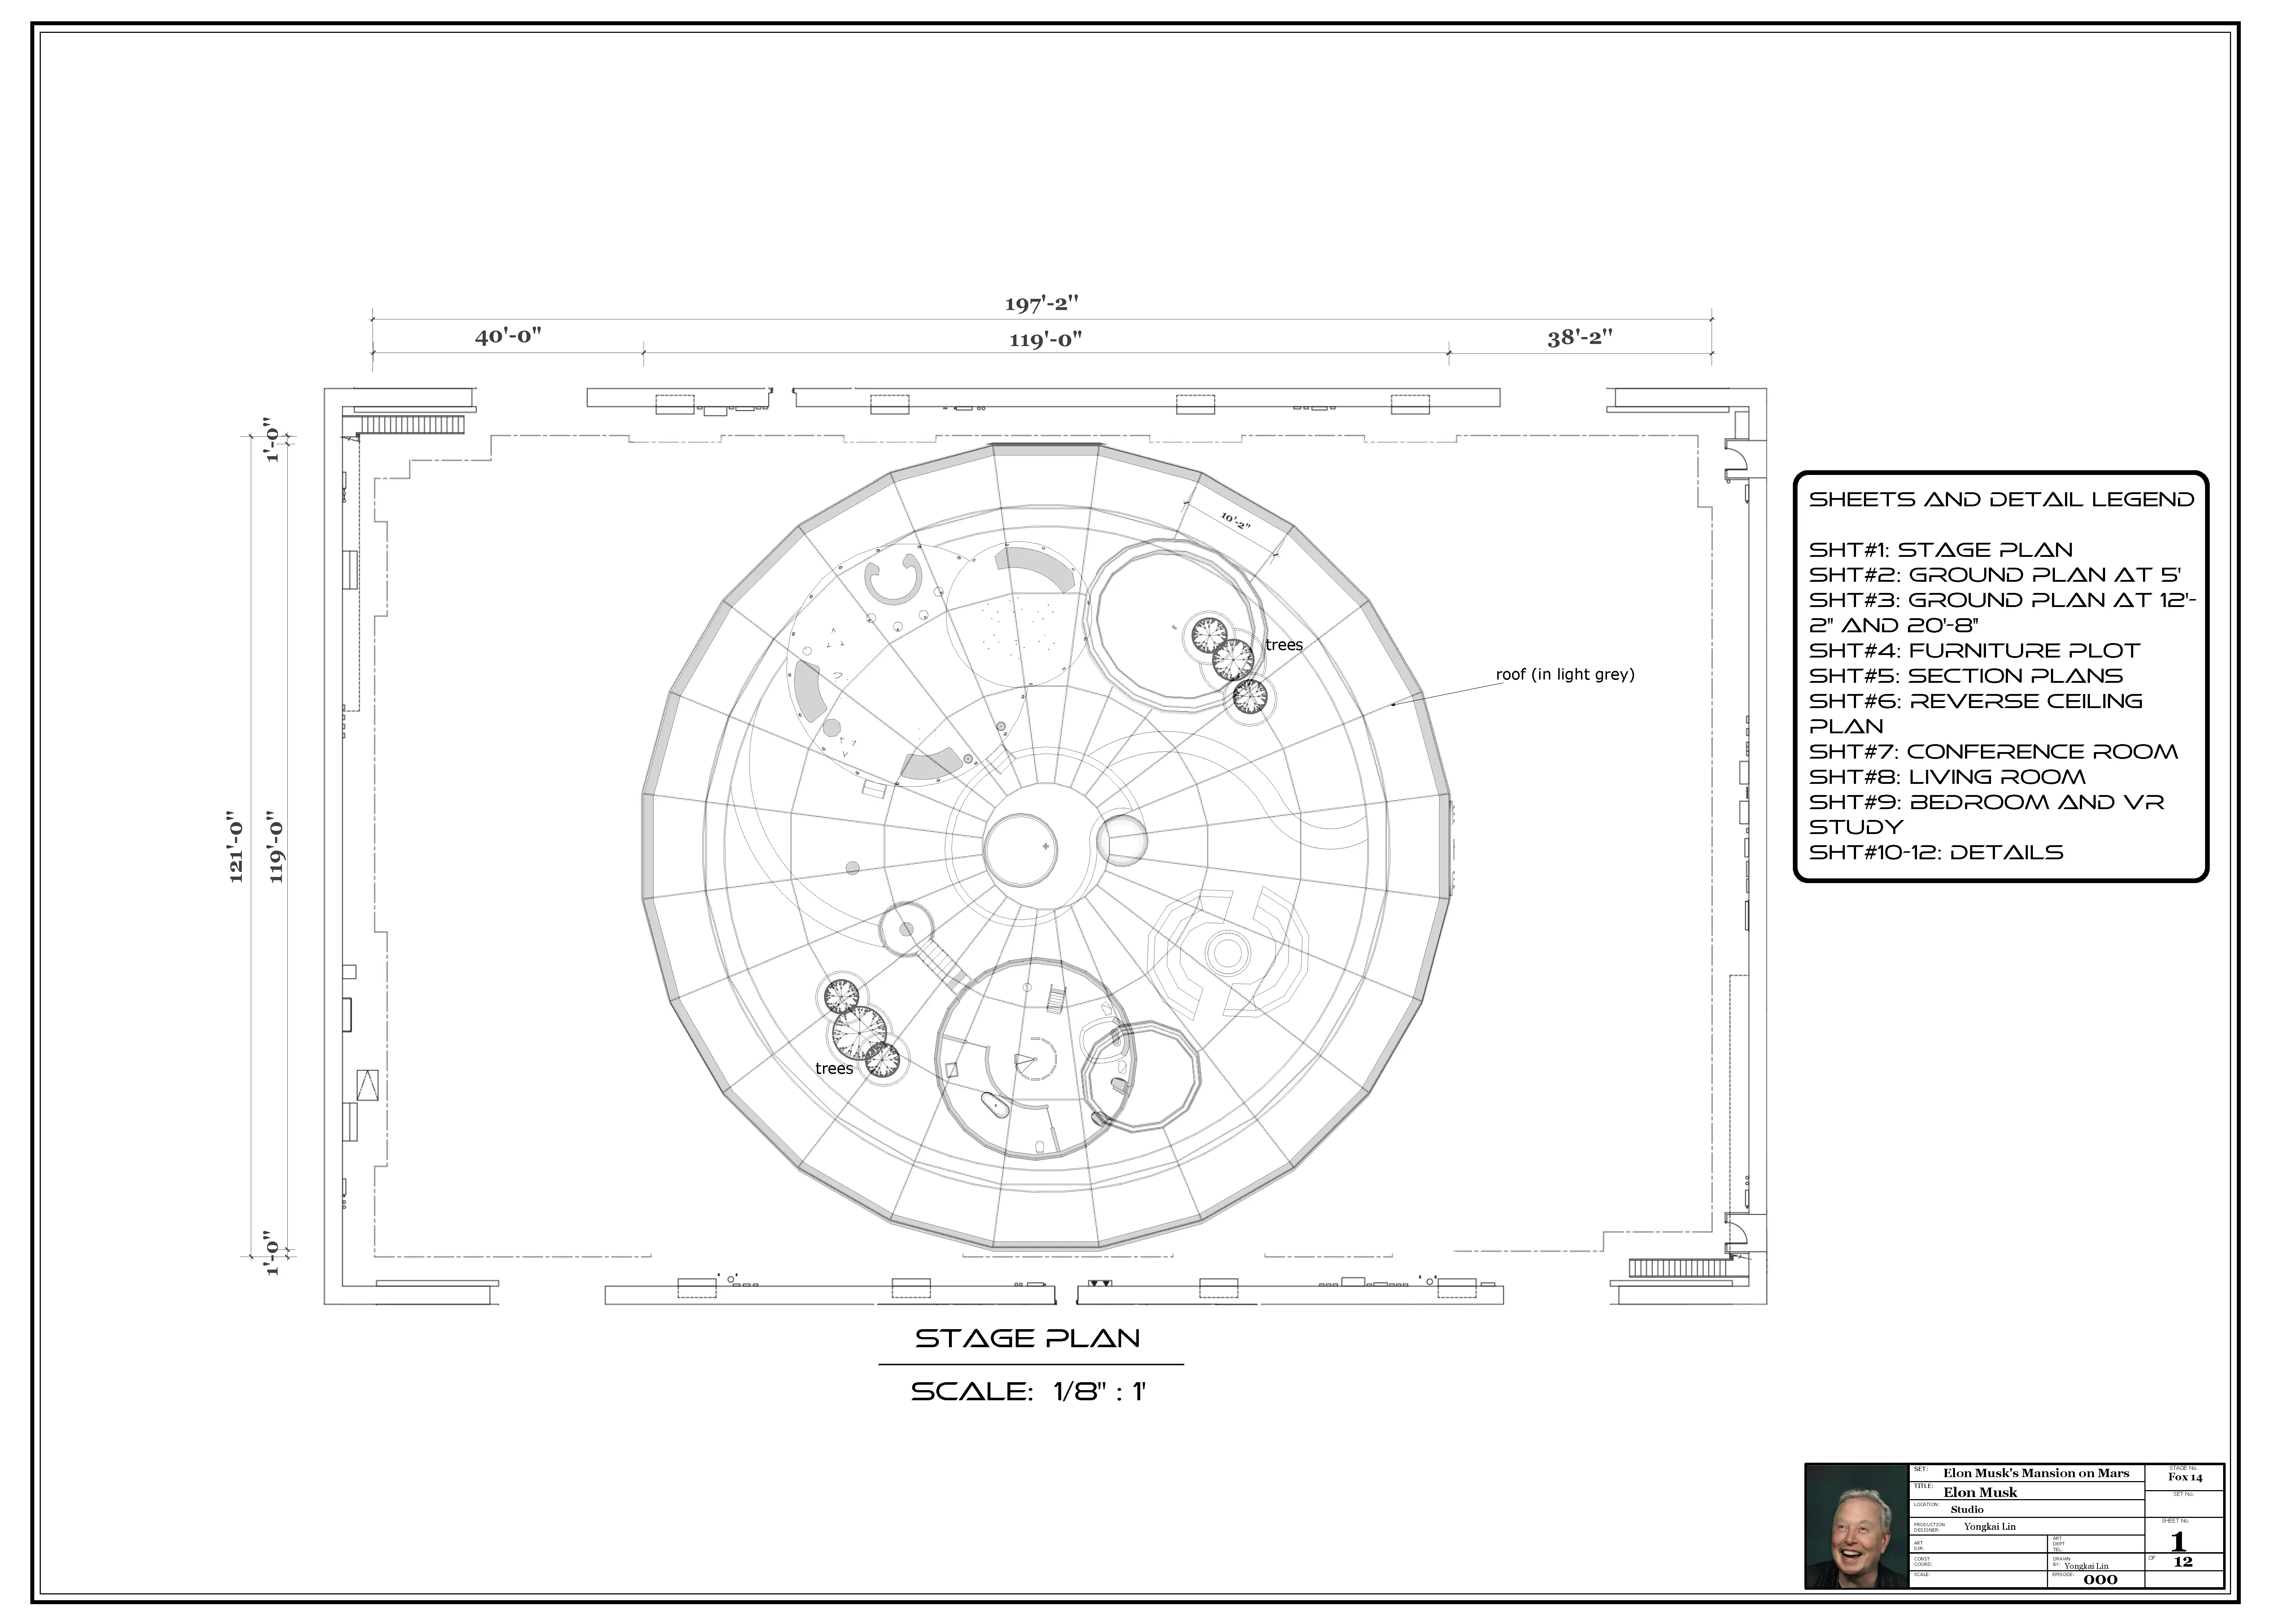 197'-2"
40'-0"
119'-0"
38'-2"
1'-0"
121'-0"
119'-0"
1'-0"
10'-2"
trees
roof (in light grey)
trees
SHEETS AND DETAIL LEGEND
SHT#1: STAGE PLAN
SHT#2: GROUND PLAN AT 5'
SHT#3: GROUND PLAN AT 12'-
2" AND 20'-8"
SHT#4: FURNITURE PLOT
SHT#5: SECTION PLANS
SHT#6: REVERSE CEILING
PLAN
SHT#7: CONFERENCE ROOM
SHT#8: LIVING ROOM
SHT#9: BEDROOM AND VR
STUDY
SHT#10-12: DETAILS
STAGE PLAN
SCALE: 1/8" : 1'
SET: Elon Musk's Mansion on Mars
TITLE: Elon Musk
LOCATION: Studio
PRODUCTION
DESIGNER: Yongkai Lin
ART
DIR:
ART
DEPT
TEL:
CONST
COORD:
DRAWN
BY: Yongkai Lin
SCALE:
EPISODE: 000
STAGE No.
Fox 14
SET No.
SHEET No.
1
OF 12